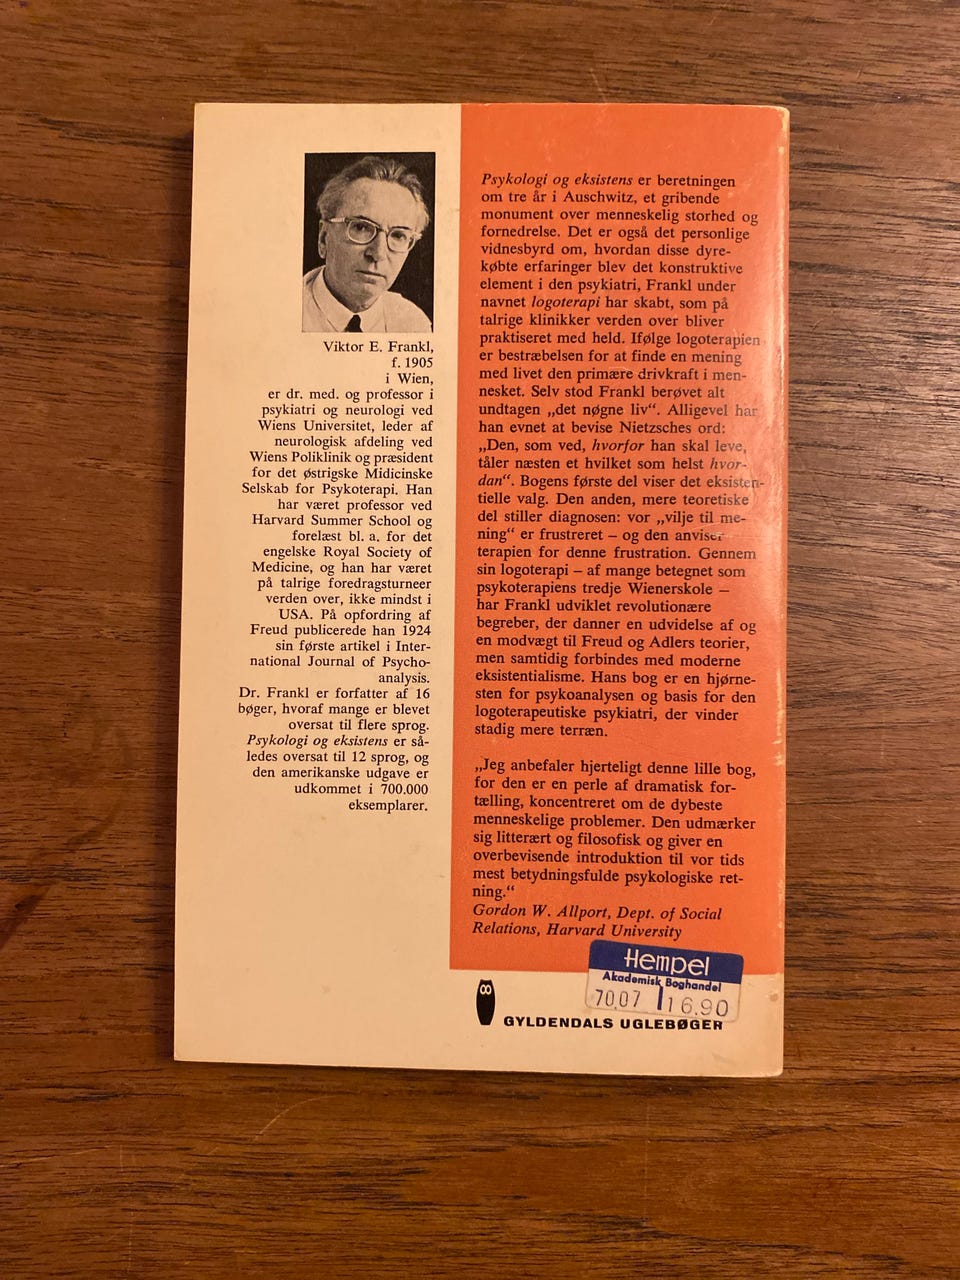 Viktor E. Frankl,
f. 1905
i Wien,
er dr. med. og professor i
psykiatri og neurologi ved
Wiens Universitet, leder af
neurologisk afdeling ved
Wiens Poliklinik og præsident
for det østrigske Midicinske
Selskab for Psykoterapi. Han
har været professor ved
Harvard Summer School og
forelæst bl. a. for det
engelske Royal Society of
Medicine, og han har været
på talrige foredragsturneer
verden over, ikke mindst i
USA. På opfordring af
Freud publicerede han 1924
sin første artikel i Inter-
national Journal of Psycho-
analysis.
Dr. Frankl er forfatter af 16
bøger, hvoraf mange er blevet
oversat til flere sprog.
Psykologi og eksistens er så-
ledes oversat til 12 sprog, og
den amerikanske udgave er
udkommet i 700.000
eksemplarer.
Psykologi og eksistens er beretningen
om tre år i Auschwitz, et gribende
monument over menneskelig storhed og
fornedrelse. Det er også det personlige
vidnesbyrd om, hvordan disse dyre-
købte erfaringer blev det konstruktive
element i den psykiatri, Frankl under
navnet logoterapi har skabt, som på
talrige klinikker verden over bliver
praktiseret med held. Ifølge logoterapien
er bestræbelsen for at finde en mening
med livet den primære drivkraft i men-
nesket. Selv stod Frankl berøvet alt
undtagen „det nøgne liv“. Alligevel har
han evnet at bevise Nietzsches ord:
„Den, som ved, hvorfor han skal leve,
tåler næsten et hvilket som helst hvor-
dan“. Bogens første del viser det eksisten-
tielle valg. Den anden, mere teoretiske
del stiller diagnosen: vor „vilje til me-
ning“ er frustreret – og den anviser
terapien for denne frustration. Gennem
sin logoterapi – af mange betegnet som
psykoterapiens tredje Wienerskole –
har Frankl udviklet revolutionære
begreber, der danner en udvidelse af og
en modvægt til Freud og Adlers teorier,
men samtidig forbindes med moderne
eksistentialisme. Hans bog er en hjørne-
sten for psykoanalysen og basis for den
logoterapeutiske psykiatri, der vinder
stadig mere terræn.
„Jeg anbefaler hjerteligt denne lille bog,
for den er en perle af dramatisk for-
tælling, koncentreret om de dybeste
menneskelige problemer. Den udmærker
sig litterært og filosofisk og giver en
overbevisende introduktion til vor tids
mest betydningsfulde psykologiske ret-
ning.“
Gordon W. Allport, Dept. of Social
Relations, Harvard University
Hempel
Akademisk Boghandel
70.07 16.90
GYLDENDALS UGLEBØGER